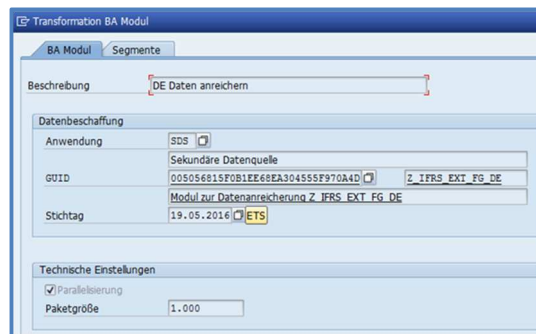 Transformation BA Modul
BA Modul Segmente
Beschreibung DE Daten anreichern
Datenbeschaffung
Anwendung SDS
Sekundäre Datenquelle
GUID 005056815F0B1EE68EA304555F970A4D Z_IFRS_EXT_FG_DE
Modul zur Datenanreicherung Z_IFRS_EXT_FG_DE
Stichtag 19.05.2016 ETS
Technische Einstellungen
Parallelisierung
Paketgröße 1.000